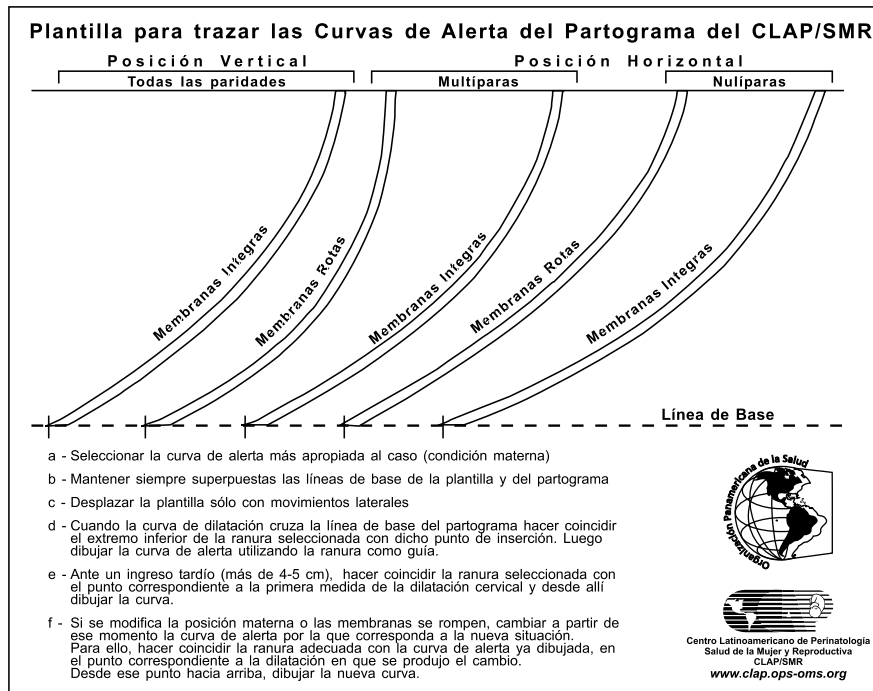 Plantilla para trazar las Curvas de Alerta del Partograma del CLAP/SMR
Posición Vertical
Posición Horizontal
Todas las paridades
Multíparas
Nulíparas
Membranas Integras
Membranas Rotas
Membranas Integras
Membranas Rotas
Membranas Integras
Línea de Base
a - Seleccionar la curva de alerta más apropiada al caso (condición materna)
b - Mantener siempre superpuestas las líneas de base de la plantilla y del partograma
c - Desplazar la plantilla sólo con movimientos laterales
d - Cuando la curva de dilatación cruza la línea de base del partograma hacer coincidir
el extremo inferior de la ranura seleccionada con dicho punto de inserción. Luego
dibujar la curva de alerta utilizando la ranura como guía.
e - Ante un ingreso tardío (más de 4-5 cm), hacer coincidir la ranura seleccionada con
el punto correspondiente a la primera medida de la dilatación cervical y desde allí
dibujar la curva.
f - Si se modifica la posición materna o las membranas se rompen, cambiar a partir de
ese momento la curva de alerta por la que corresponda a la nueva situación.
Para ello, hacer coincidir la ranura adecuada con la curva de alerta ya dibujada, en
el punto correspondiente a la dilatación en que se produjo el cambio.
Desde ese punto hacia arriba, dibujar la nueva curva.
Organización Panamericana de la Salud
Centro Latinoamericano de Perinatología
Salud de la Mujer y Reproductiva
CLAP/SMR
www.clap.ops-oms.org